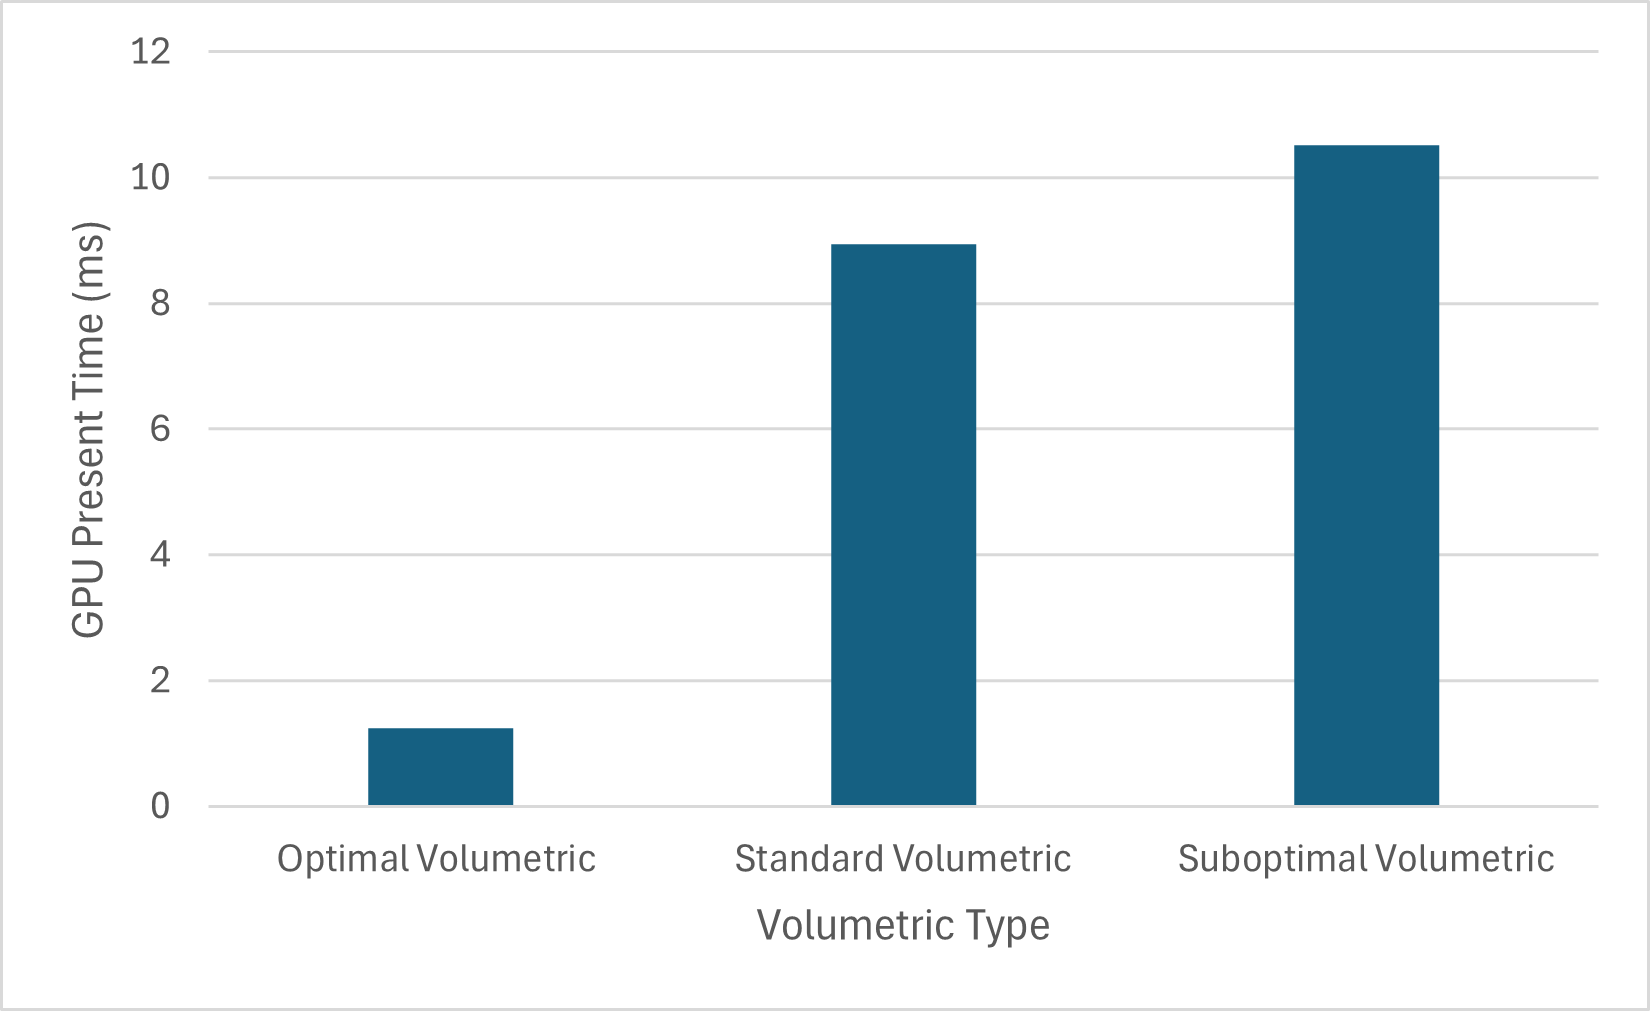 12
10
8
6
4
2
0
GPU Present Time (ms)
Optimal Volumetric
Standard Volumetric
Suboptimal Volumetric
Volumetric Type